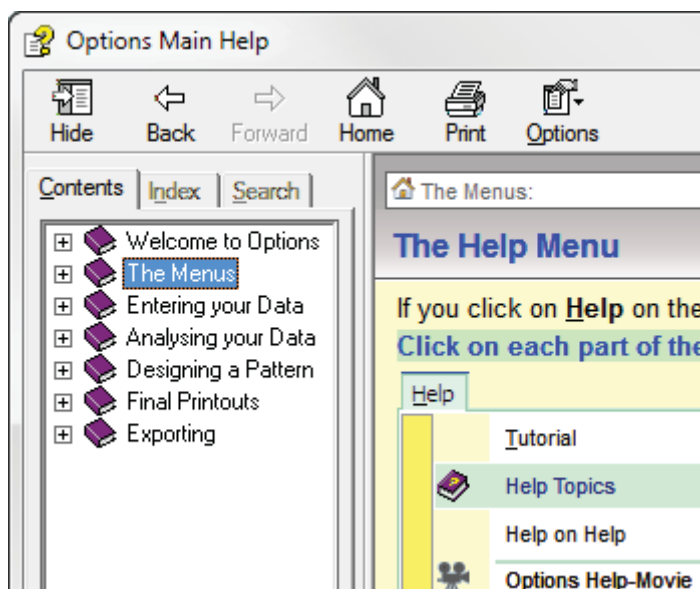 Options Main Help
Hide Back Forward Home Print Options
Contents Index Search
The Menus:
Welcome to Options
The Menus
Entering your Data
Analysing your Data
Designing a Pattern
Final Printouts
Exporting
The Help Menu
If you click on Help on the
Click on each part of the
Help
Tutorial
Help Topics
Help on Help
Options Help-Movie